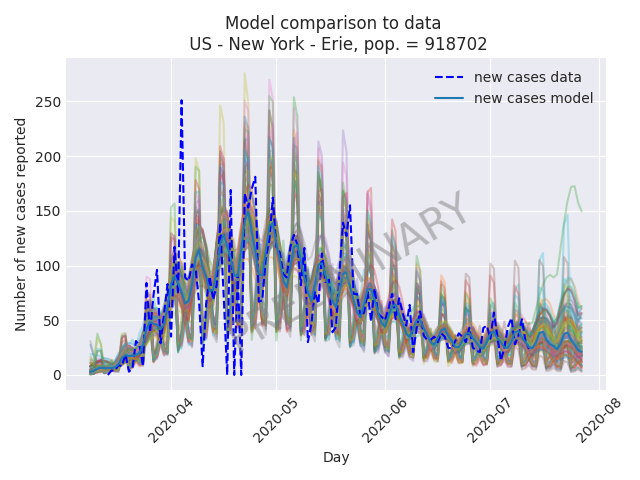 Model comparison to data
US - New York - Erie, pop. = 918702
new cases data
new cases model
PRELIMINARY
Number of new cases reported
250
200
150
100
50
0
2020-04
2020-05
2020-06
2020-07
2020-08
Day